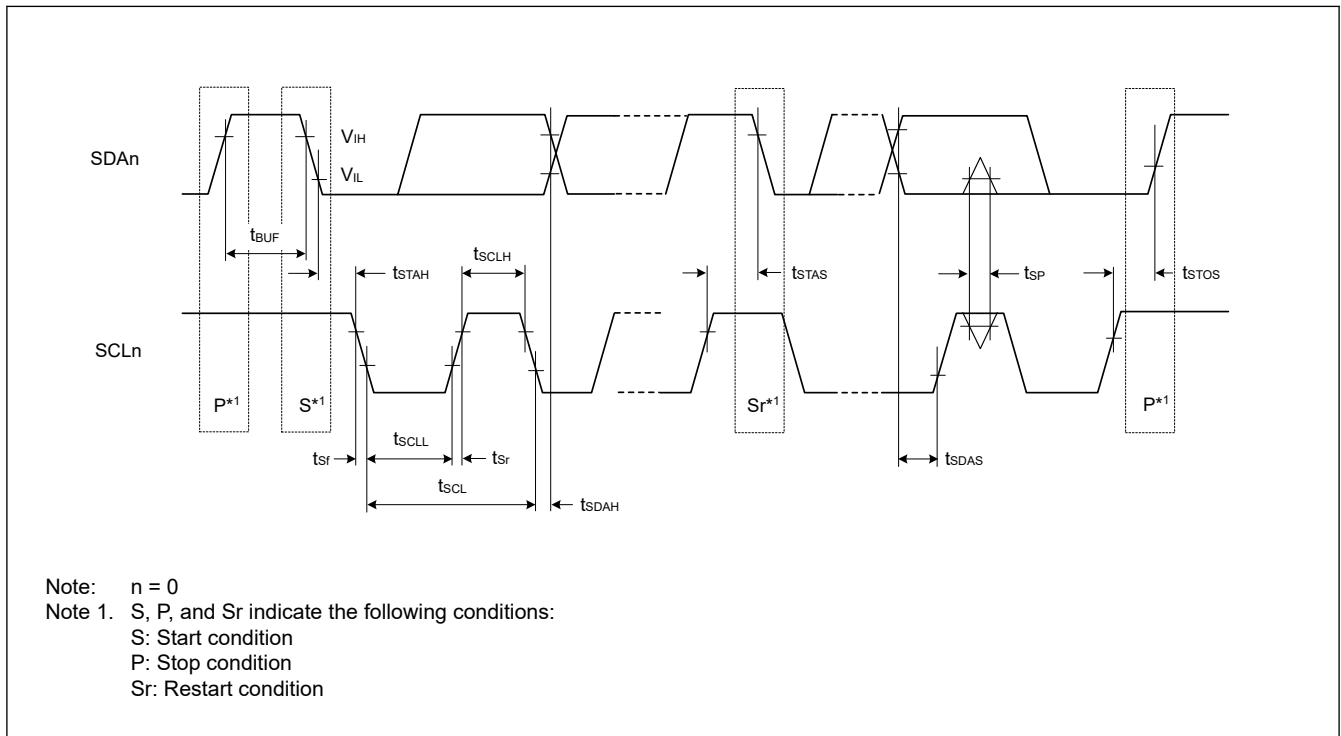 SDAn
VIH
VIL
tBUF
tSTAH
tSCLH
tSTAS
tSP
tSTOS
SCLn
P*1
S*1
Sr*1
P*1
tSf
tSCLL
tSr
tSDAS
tSCL
tSDAH
Note: n = 0
Note 1. S, P, and Sr indicate the following conditions:
S: Start condition
P: Stop condition
Sr: Restart condition